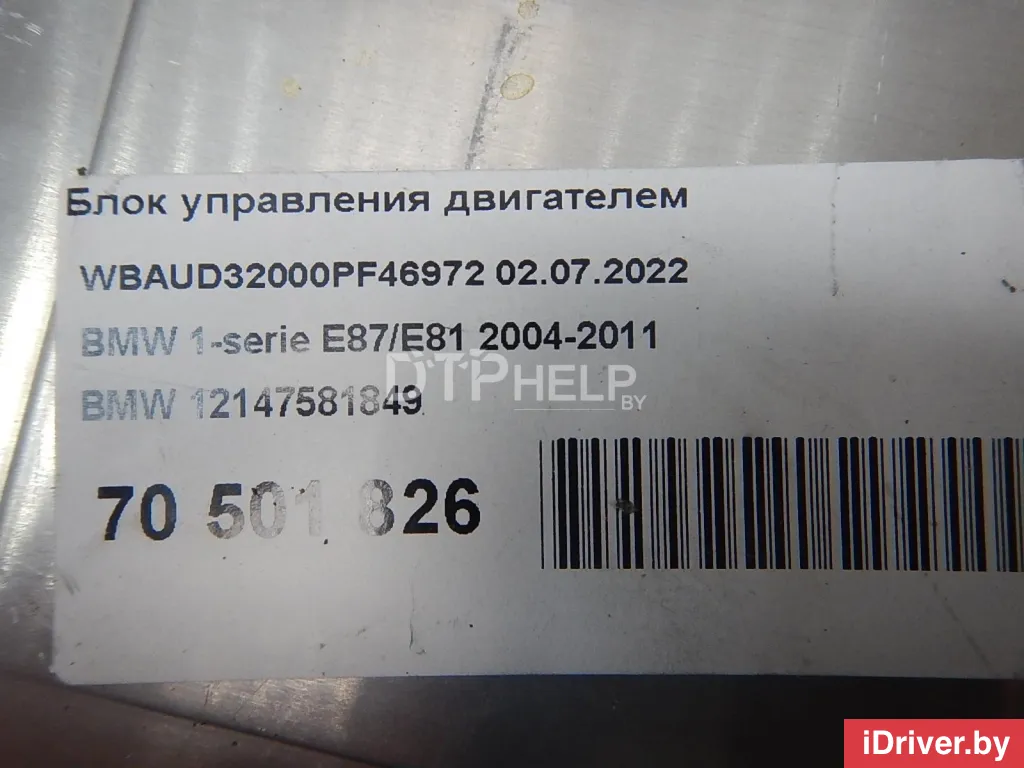 Блок управления двигателем
WBAUD32000PF46972 02.07.2022
BMW 1-serie E87/E81 2004-2011
BMW 12147581849
DTPHELP.BY
70 501 826
iDriver.by